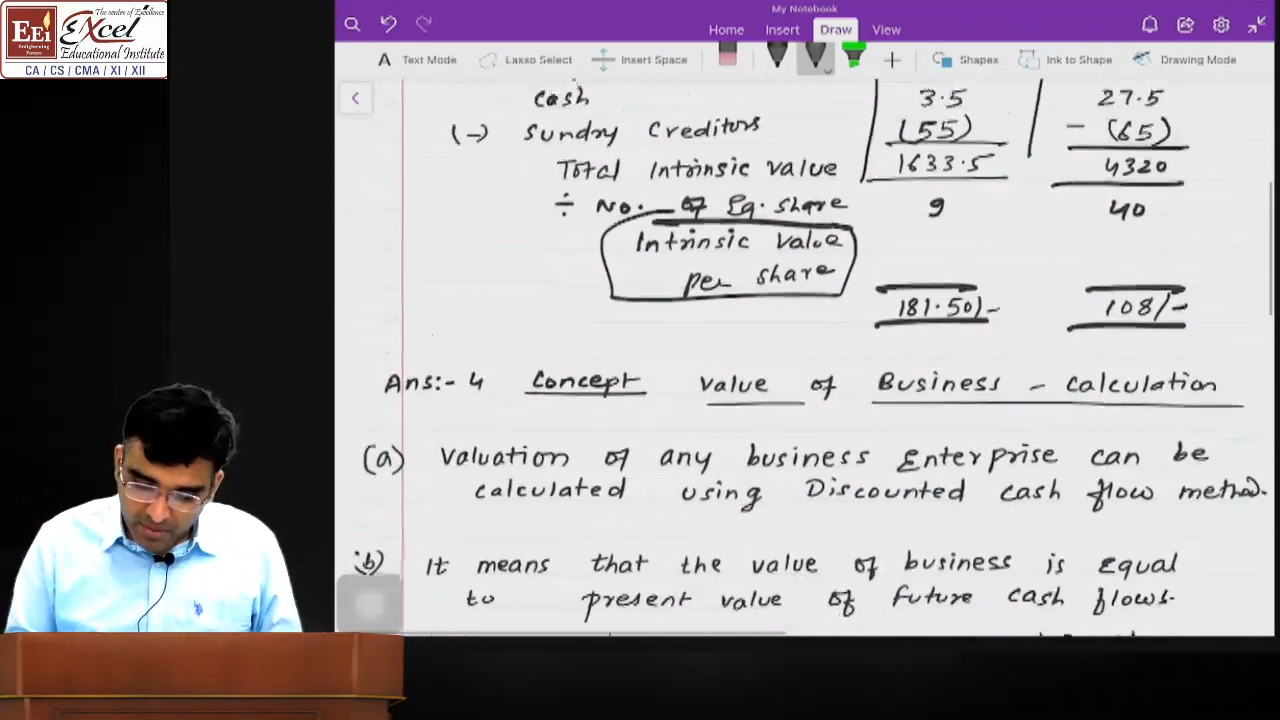 The centre of Excellence
EEi
Enlightening
Future
Excel
Educational Institute
CA / CS / CMA / XI / XII
My Notebook
Home Insert Draw View
Text Mode Lasso Select Insert Space Shapes Ink to Shape Drawing Mode
Cash 3.5 27.5
(-) Sundry Creditors (55) - (65)
Total Intrinsic value 1633.5 4320
÷ No. of Eq. share 9 40
Intrinsic value
per share
181.50/- 108/-
Ans:- 4 Concept value of Business - calculation
(a) Valuation of any business Enterprise can be
calculated using Discounted cash flow method.
(b) It means that the value of business is Equal
to present value of future cash flows.